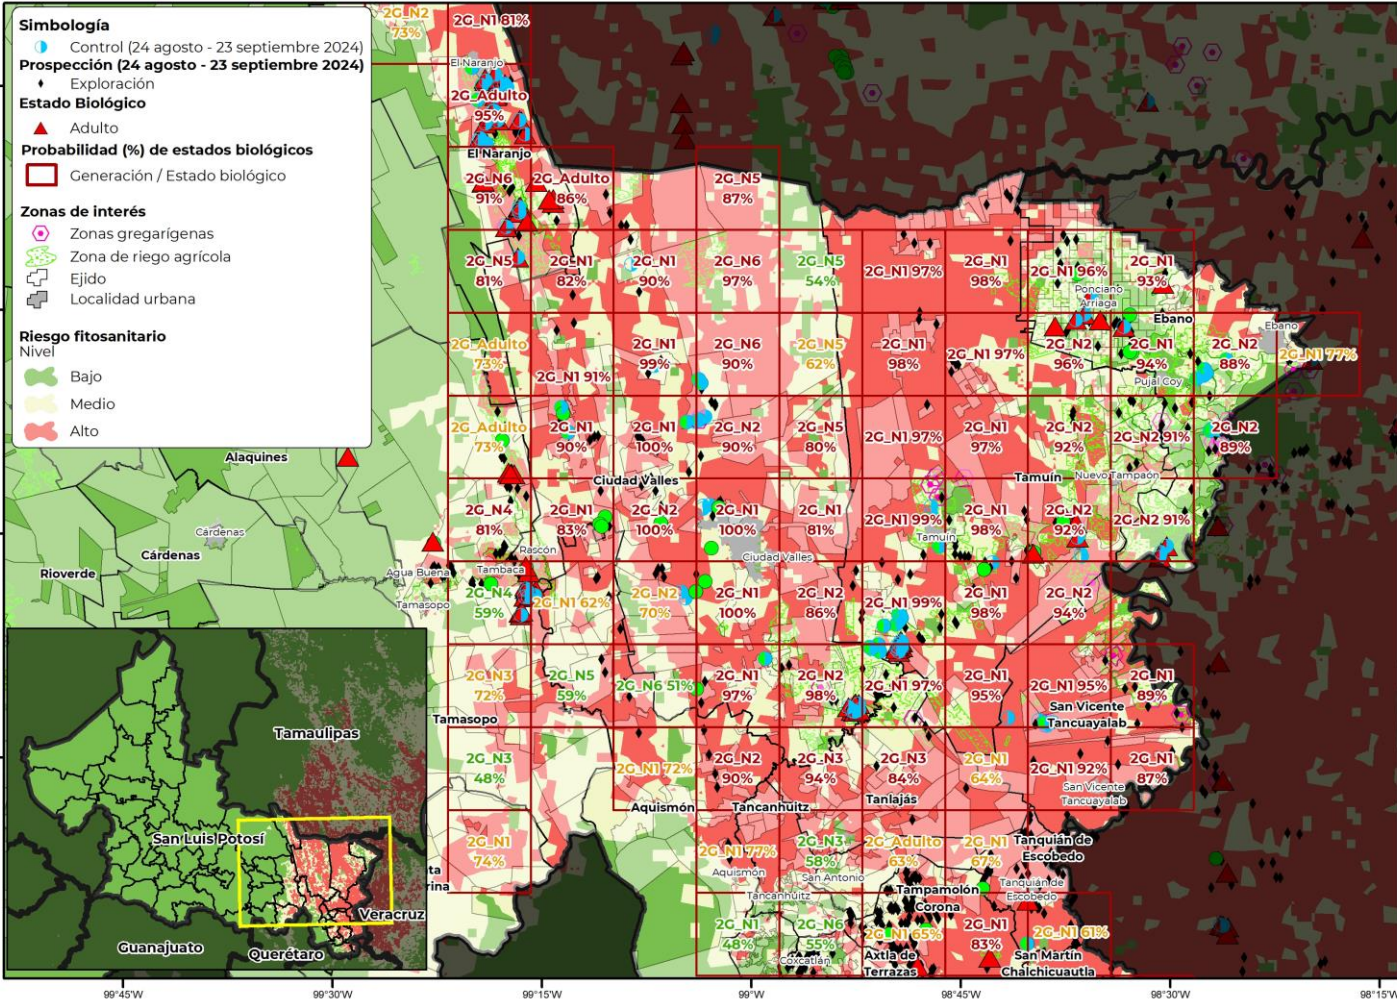 Simbología
Control (24 agosto - 23 septiembre 2024)
Prospección (24 agosto - 23 septiembre 2024)
Exploración
Estado Biológico
Adulto
Probabilidad (%) de estados biológicos
Generación / Estado biológico
Zonas de interés
Zonas gregarígenas
Zona de riego agrícola
Ejido
Localidad urbana
Riesgo fitosanitario
Nivel
Bajo
Medio
Alto
2G_N2
73%
2G_N1 81%
El Naranjo
2G_Adulto
95%
El Naranjo
2G_N6
91%
2G_Adulto
86%
2G_N5
87%
2G_N5
81%
2G_N1
82%
2G_N1
90%
2G_N6
97%
2G_N5
54%
2G_N1 97%
2G_N1
98%
2G_N1 96%
2G_N1
93%
Ponciano
Arriaga
Ebano
Ebano
2G_Adulto
73%
2G_N1 91%
2G_N1
99%
2G_N6
90%
2G_N5
62%
2G_N1
98%
2G_N1 97%
2G_N2
96%
2G_N1
94%
2G_N2
88%
2G_N1 77%
Pujal Coy
2G_Adulto
73%
2G_N1
90%
2G_N1
100%
2G_N2
90%
2G_N5
80%
2G_N1 97%
2G_N1
97%
2G_N2
92%
2G_N2 91%
2G_N2
89%
Alaquines
Ciudad Valles
Tamuín
Nuevo Tampaón
2G_N4
81%
2G_N1
83%
2G_N2
100%
2G_N1
100%
2G_N1
81%
2G_N1 99%
2G_N1
98%
2G_N2
92%
2G_N2 91%
Cárdenas
Cárdenas
Rioverde
Rascón
Ciudad Valles
Tamuin
Agua Buena
Tambaca
Tamasopo
2G_N4
59%
2G_N1 62%
2G_N2
70%
2G_N1
100%
2G_N2
86%
2G_N1 99%
2G_N1
98%
2G_N2
94%
2G_N3
72%
2G_N5
59%
2G_N6 51%
2G_N1
97%
2G_N2
98%
2G_N1 97%
2G_N1
95%
2G_N1 95%
2G_N1
89%
San Vicente
Tancuayalab
Tamasopo
2G_N3
48%
2G_N1 72%
2G_N2
90%
2G_N3
94%
2G_N3
84%
2G_N1
64%
2G_N1 92%
2G_N1
87%
San Vicente
Tancuayalab
Aquismón
Tancanhuitz
Tanlajás
2G_N1
74%
2G_N1 77%
2G_N3
58%
2G_Adulto
63%
2G_N1
67%
Tanquián de
Escobedo
Aquismón
San Antonio
Tanquián de
Escobedo
Tancanhuitz
Tampamolón
Corona
2G_N1
48%
2G_N6
55%
2G_N1 65%
2G_N1
83%
2G_N1 61%
Coxcatlán
Axtla de
Terrazas
San Martín
Chalchicuautla
Tamaulipas
San Luis Potosí
Veracruz
Guanajuato
Querétaro
99°45'W
99°30'W
99°15'W
99°W
98°45'W
98°30'W
98°15'W